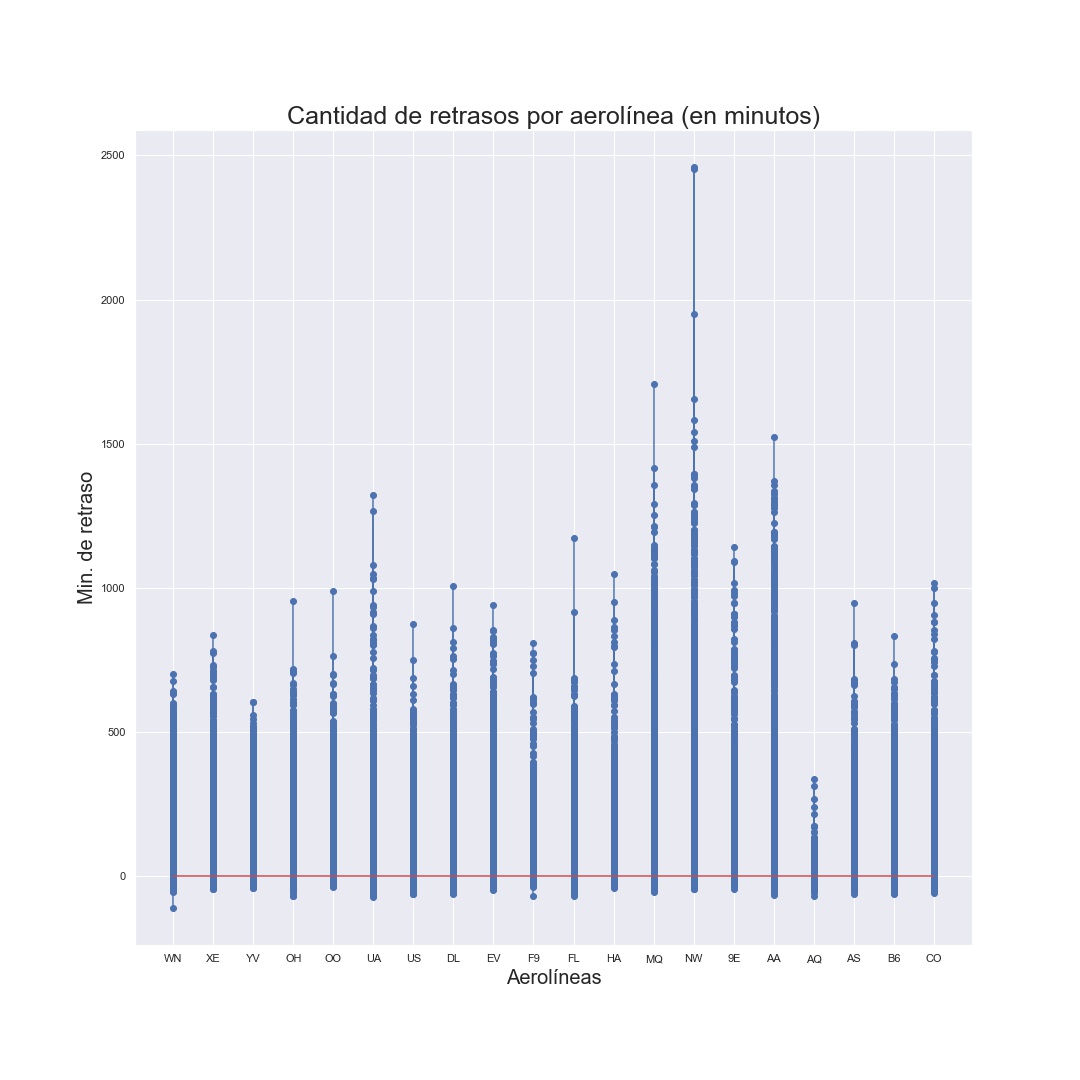 Cantidad de retrasos por aerolínea (en minutos)
2500
2000
1500
1000
500
0
Min. de retraso
WN XE YV OH OO UA US DL EV F9 FL HA MQ NW 9E AA AQ AS B6 CO
Aerolíneas